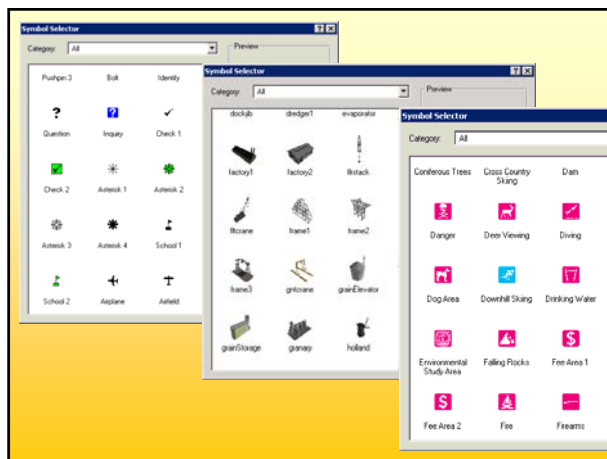 Symbol Selector
Category: All
Preview
Pushpin 3 Bolt Identity
Question Inquiry Check 1
Check 2 Asterisk 1 Asterisk 2
Asterisk 3 Asterisk 4 School 1
School 2 Airplane Airfield
Symbol Selector
Category: All
Preview
dockjib dredger1 evaporator
factory1 factory2 flrstack
fltcrane frame1 frame2
frame3 gntcrane grainElevator
grainStorage granary holland
Symbol Selector
Category: All
Coniferous Trees Cross Country Skiing Dam
Danger Deer Viewing Diving
Dog Area Downhill Skiing Drinking Water
Environmental Study Area Falling Rocks Fee Area 1
Fee Area 2 Fire Firearms